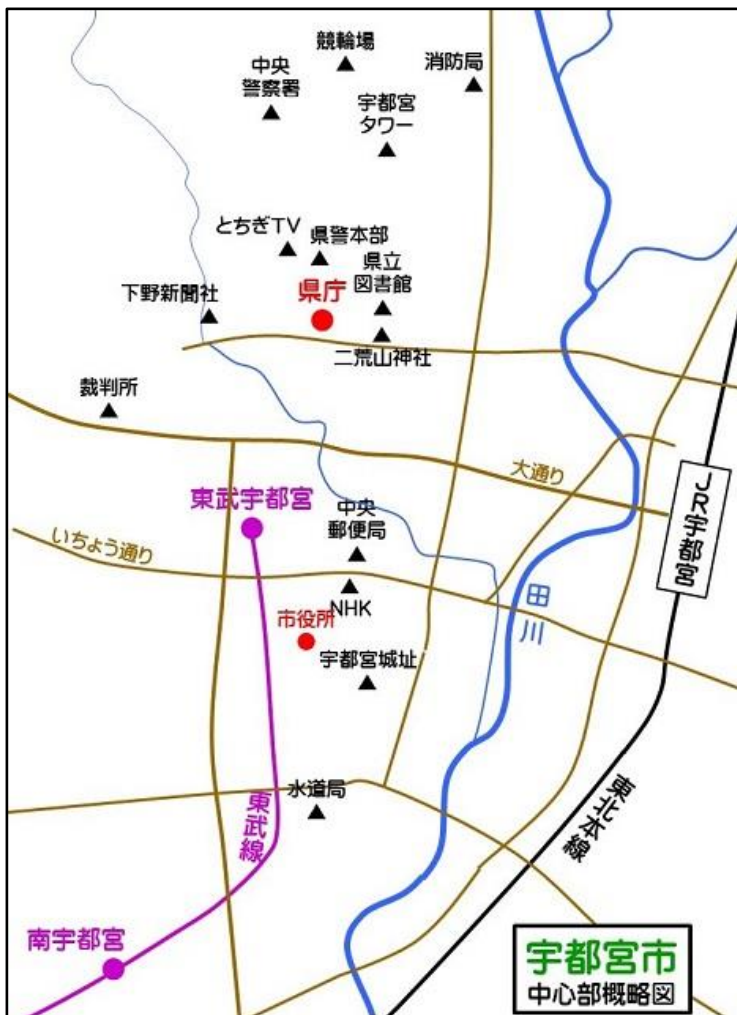 競輪場
消防局
中央
警察署
宇都宮
タワー
とちぎTV
県警本部
県立
図書館
県庁
下野新聞社
二荒山神社
裁判所
大通り
JR宇都宮
東武宇都宮
中央
郵便局
いちょう通り
NHK
田川
市役所
宇都宮城址
水道局
東武線
東北本線
南宇都宮
宇都宮市
中心部概略図